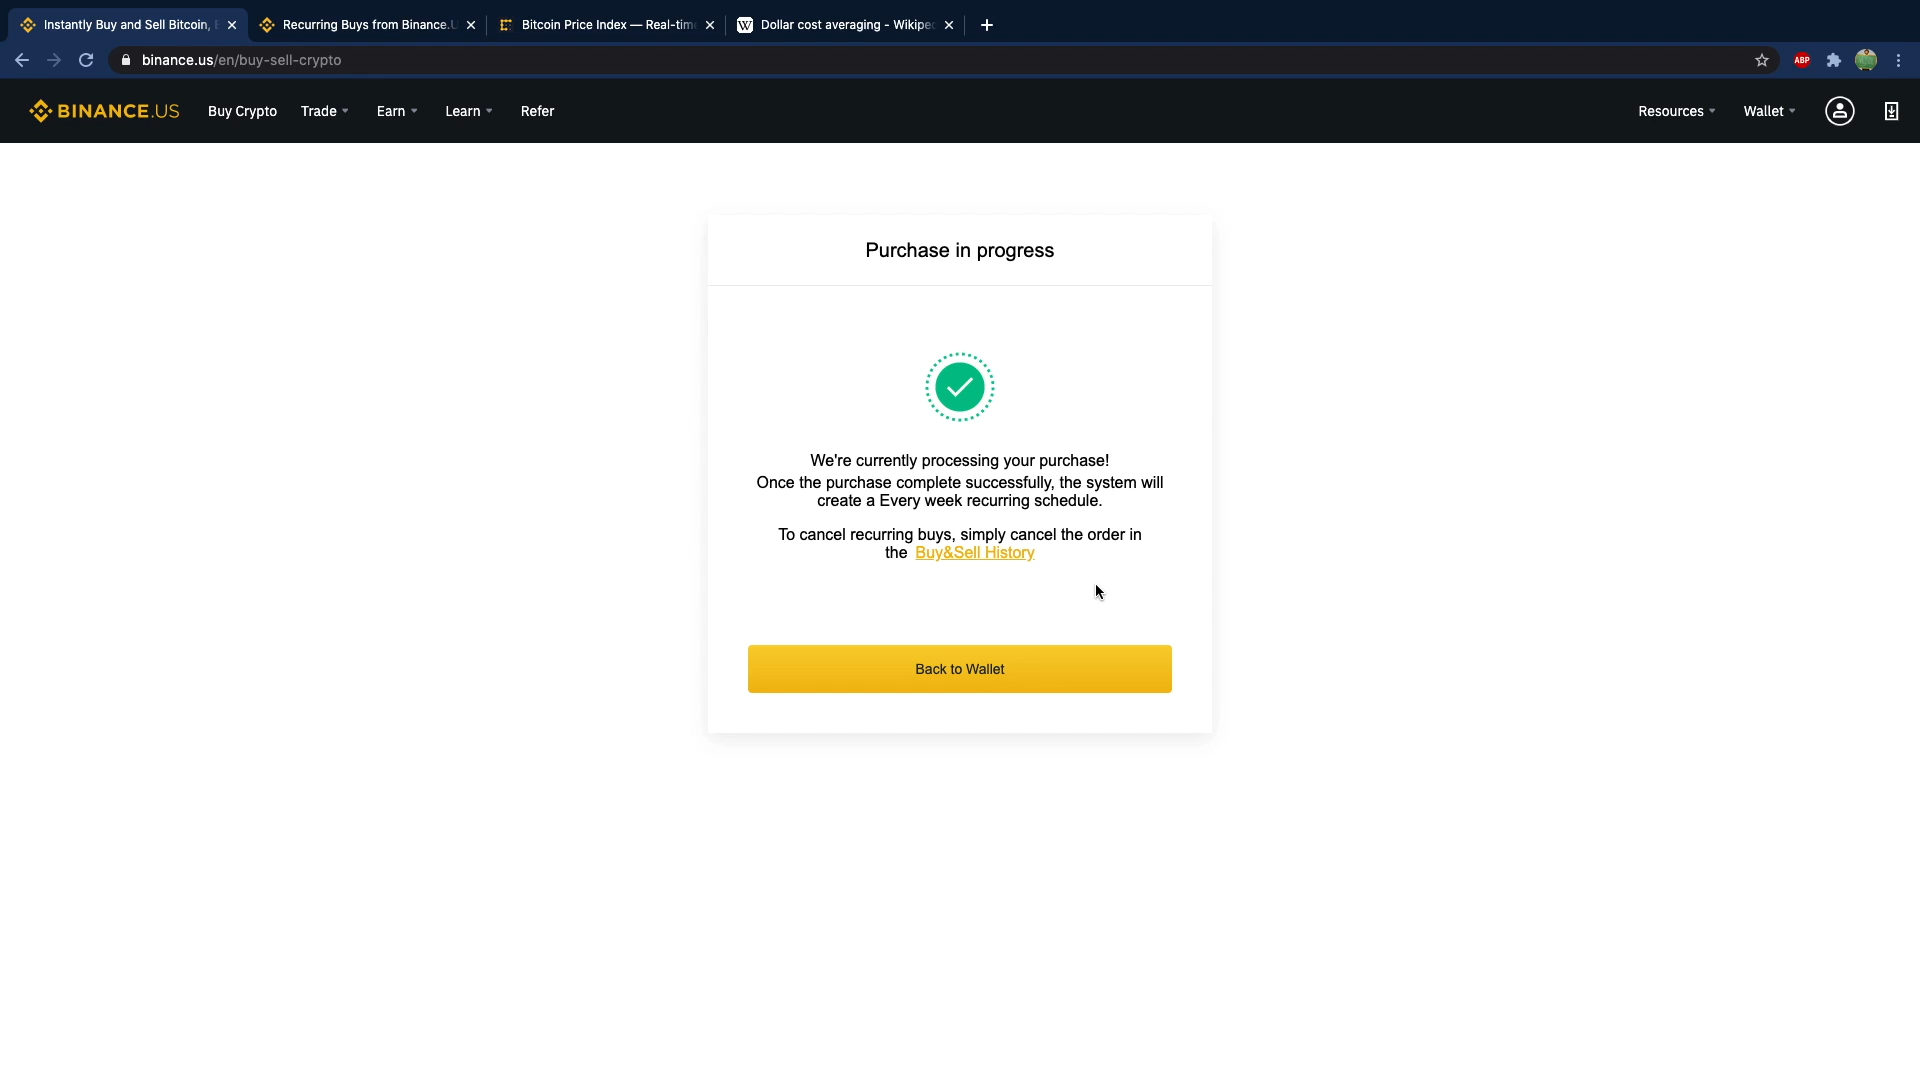 Instantly Buy and Sell Bitcoin,
Recurring Buys from Binance.U
Bitcoin Price Index — Real-tim
Dollar cost averaging - Wikiped
binance.us/en/buy-sell-crypto
ABP
BINANCE.US
Buy Crypto
Trade
Earn
Learn
Refer
Resources
Wallet
Purchase in progress
We're currently processing your purchase!
Once the purchase complete successfully, the system will
create a Every week recurring schedule.
To cancel recurring buys, simply cancel the order in
the Buy&Sell History
Back to Wallet